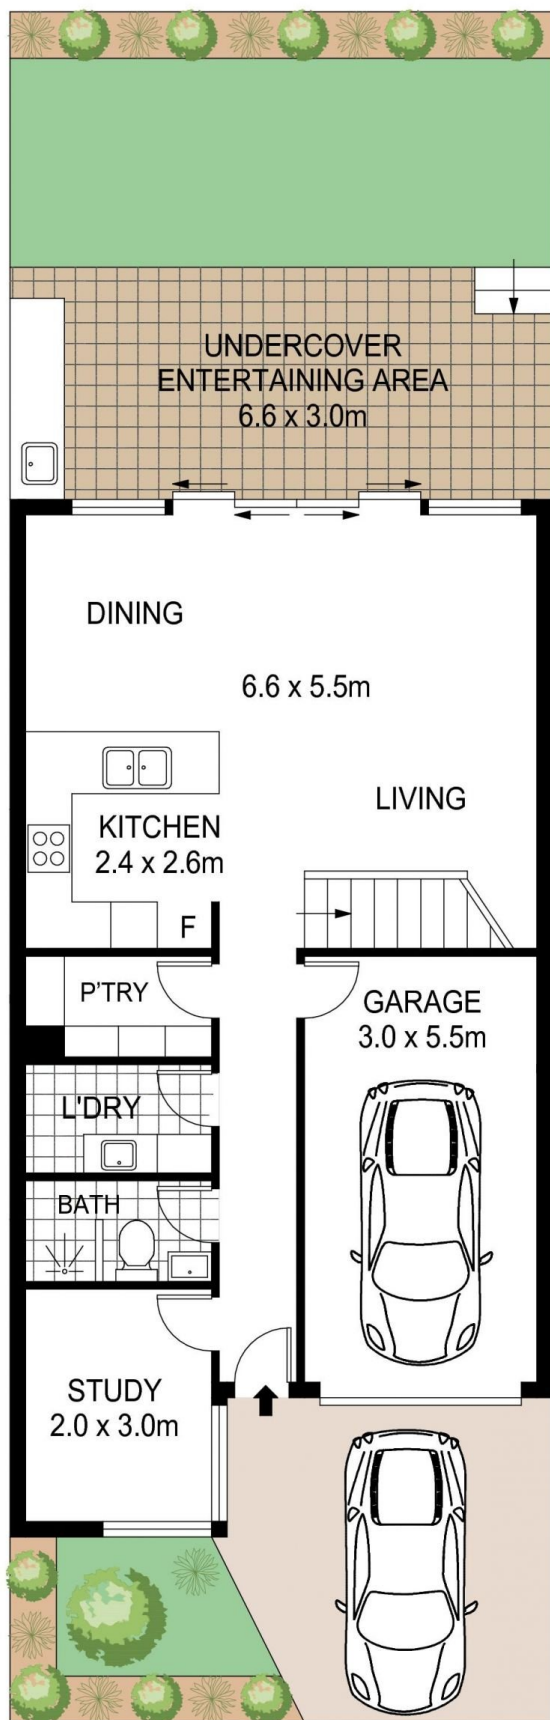 UNDERCOVER
ENTERTAINING AREA
6.6 x 3.0m
DINING
6.6 x 5.5m
LIVING
KITCHEN
2.4 x 2.6m
F
P'TRY
GARAGE
3.0 x 5.5m
L'DRY
BATH
STUDY
2.0 x 3.0m